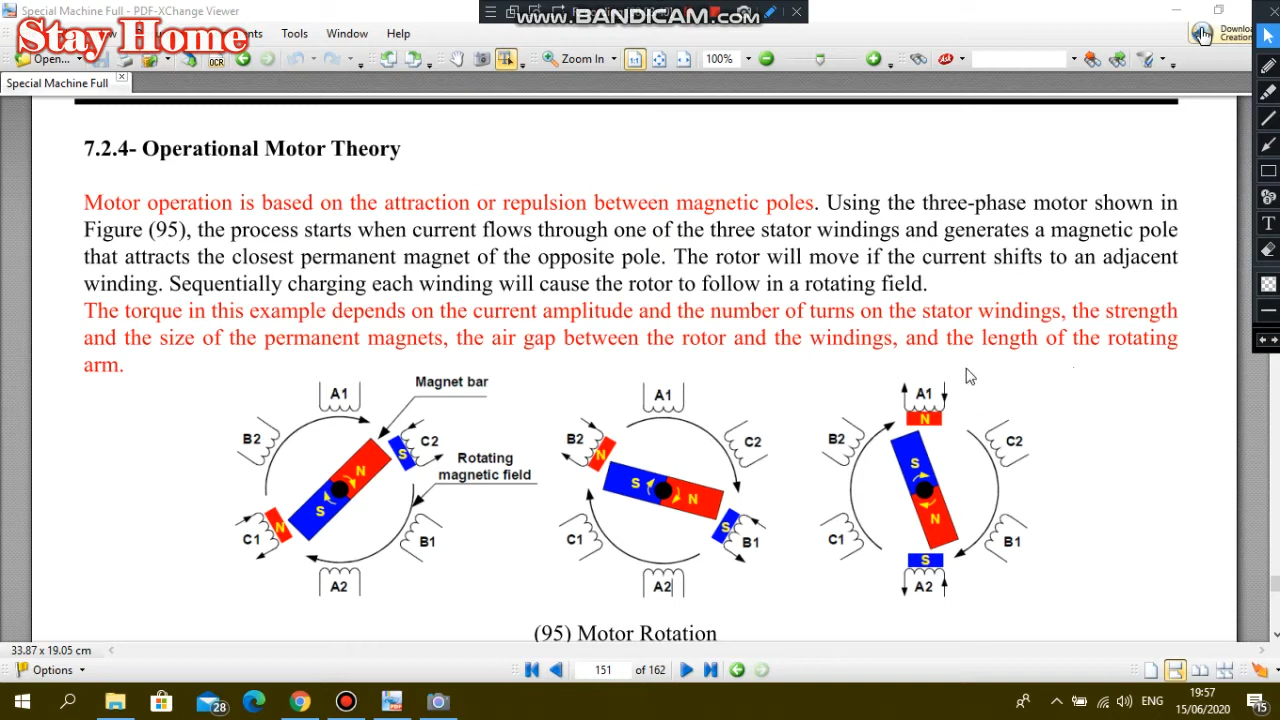 Special Machine Full - PDF-XChange Viewer
www.BANDICAM.com
Stay Home
ents Tools Window Help
Downlo
Creation
Open...
OCR
Zoom In
1:1
100%
Special Machine Full
7.2.4- Operational Motor Theory
Motor operation is based on the attraction or repulsion between magnetic poles. Using the three-phase motor shown in
Figure (95), the process starts when current flows through one of the three stator windings and generates a magnetic pole
that attracts the closest permanent magnet of the opposite pole. The rotor will move if the current shifts to an adjacent
winding. Sequentially charging each winding will cause the rotor to follow in a rotating field.
The torque in this example depends on the current amplitude and the number of turns on the stator windings, the strength
and the size of the permanent magnets, the air gap between the rotor and the windings, and the length of the rotating
arm.
A1 Magnet bar A1 A1
N
B2 C2 B2 C2 B2 C2
S N S
N Rotating
magnetic field
S N
S N
N S
C1 B1 C1 B1 C1 B1
S
A2 A2 A2
(95) Motor Rotation
33.87 x 19.05 cm
Options 151 of 162
28 ENG 19:57
15/06/2020 15